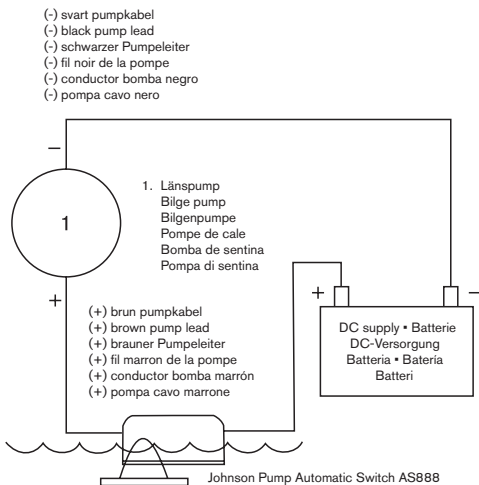 (-) svart pumpkabel
(-) black pump lead
(-) schwarzer Pumpeleiter
(-) fil noir de la pompe
(-) conductor bomba negro
(-) pompa cavo nero
–
1
+
1. Länspump
Bilge pump
Bilgenpumpe
Pompe de cale
Bomba de sentina
Pompa di sentina
(+) brun pumpkabel
(+) brown pump lead
(+) brauner Pumpeleiter
(+) fil marron de la pompe
(+) conductor bomba marrón
(+) pompa cavo marrone
+ –
DC supply ▪ Batterie
DC-Versorgung
Batteria ▪ Batería
Batteri
Johnson Pump Automatic Switch AS888